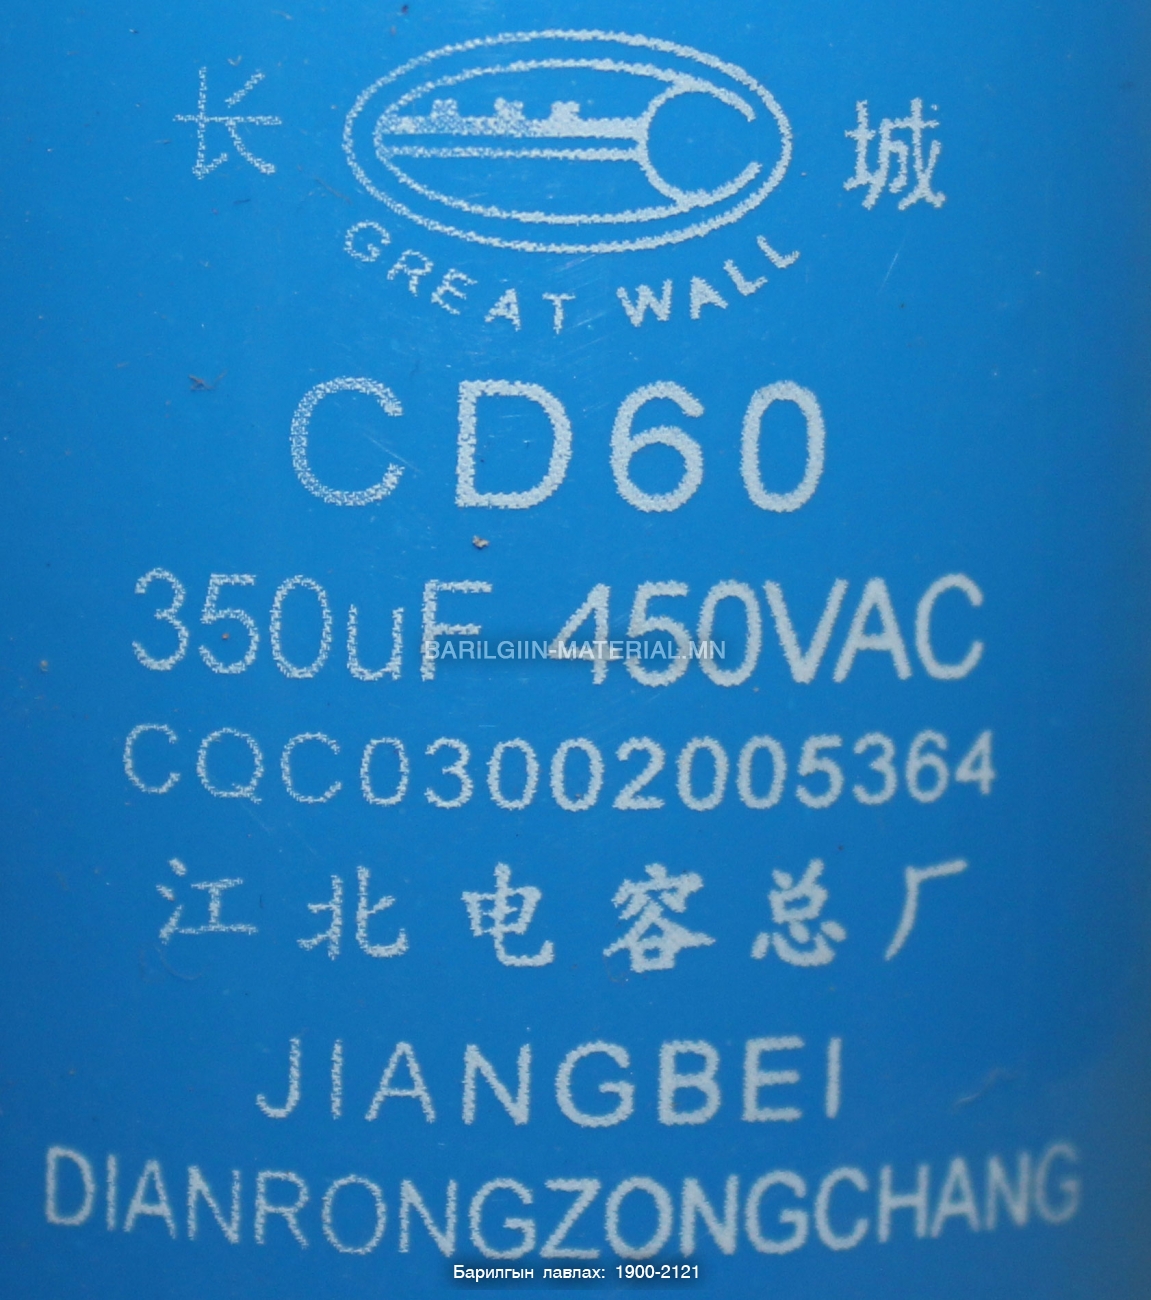 长 城
GREAT WALL
CD60
350uF 450VAC
BARILGIIN-MATERIAL.MN
CQC03002005364
江北电容总厂
JIANGBEI
DIANRONGZONGCHANG
Барилгын лавлах: 1900-2121